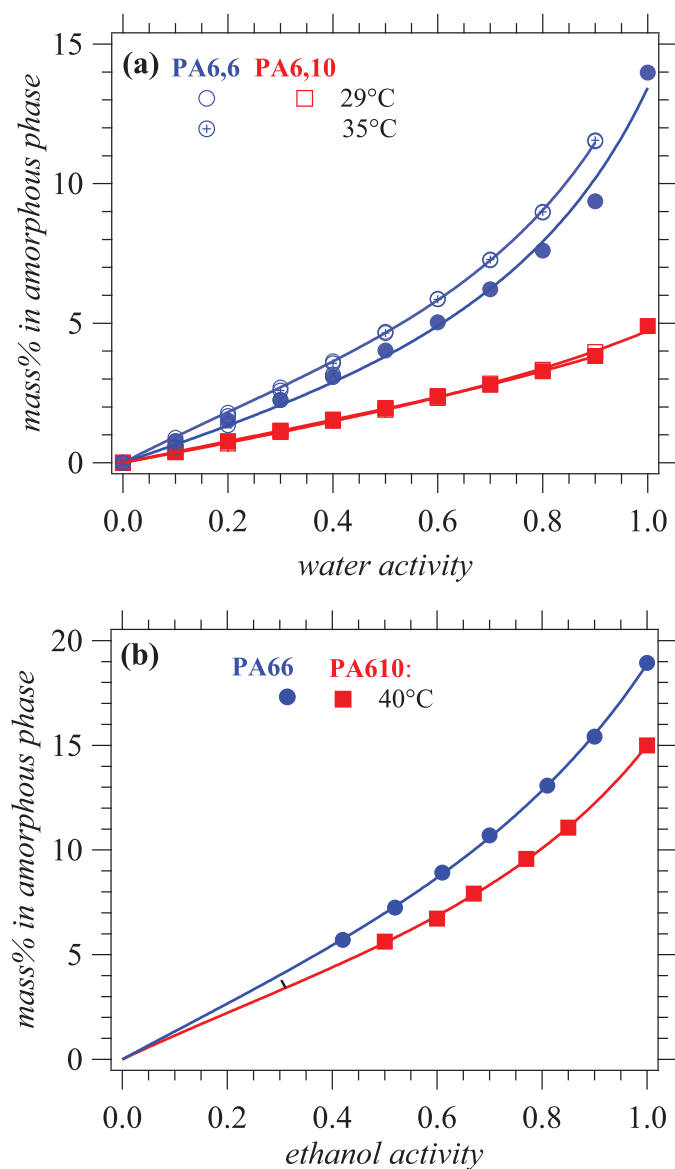 15
(a) PA6,6 PA6,10
29°C
35°C
10
5
0
mass% in amorphous phase
0.0 0.2 0.4 0.6 0.8 1.0
water activity
20
(b) PA66 PA610:
40°C
15
10
5
0
mass% in amorphous phase
0.0 0.2 0.4 0.6 0.8 1.0
ethanol activity